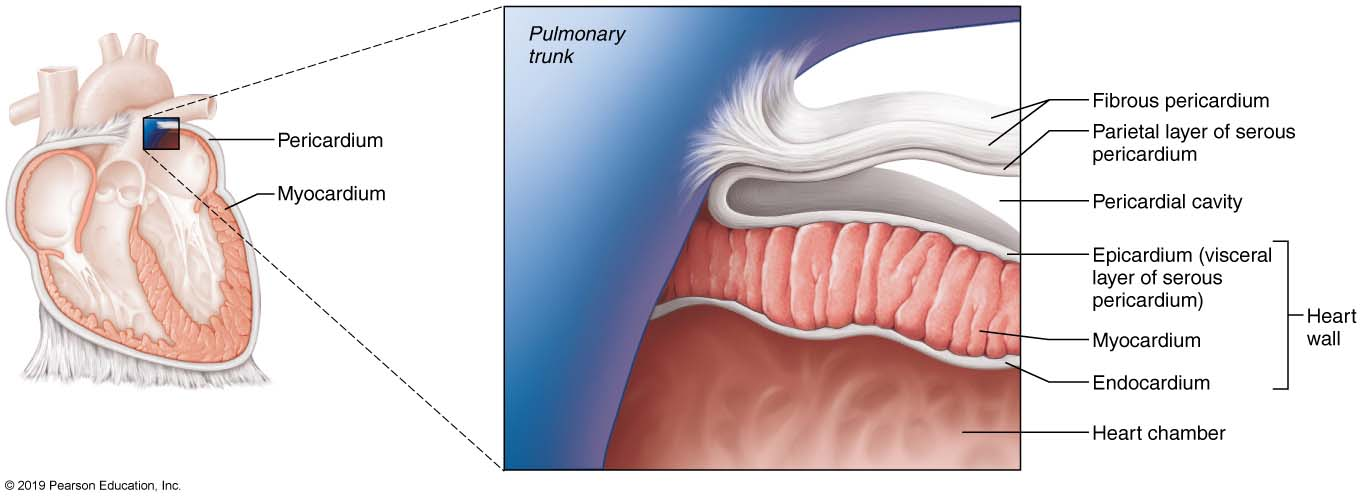 Pulmonary
trunk
Pericardium
Myocardium
Fibrous pericardium
Parietal layer of serous
pericardium
Pericardial cavity
Epicardium (visceral
layer of serous
pericardium)
Myocardium
Endocardium
Heart
wall
Heart chamber
© 2019 Pearson Education, Inc.